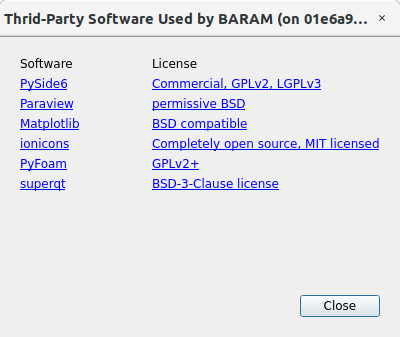 Thrid-Party Software Used by BARAM (on 01e6a9... ×
Software License
PySide6 Commercial, GPLv2, LGPLv3
Paraview permissive BSD
Matplotlib BSD compatible
ionicons Completely open source, MIT licensed
PyFoam GPLv2+
superqt BSD-3-Clause license
Close